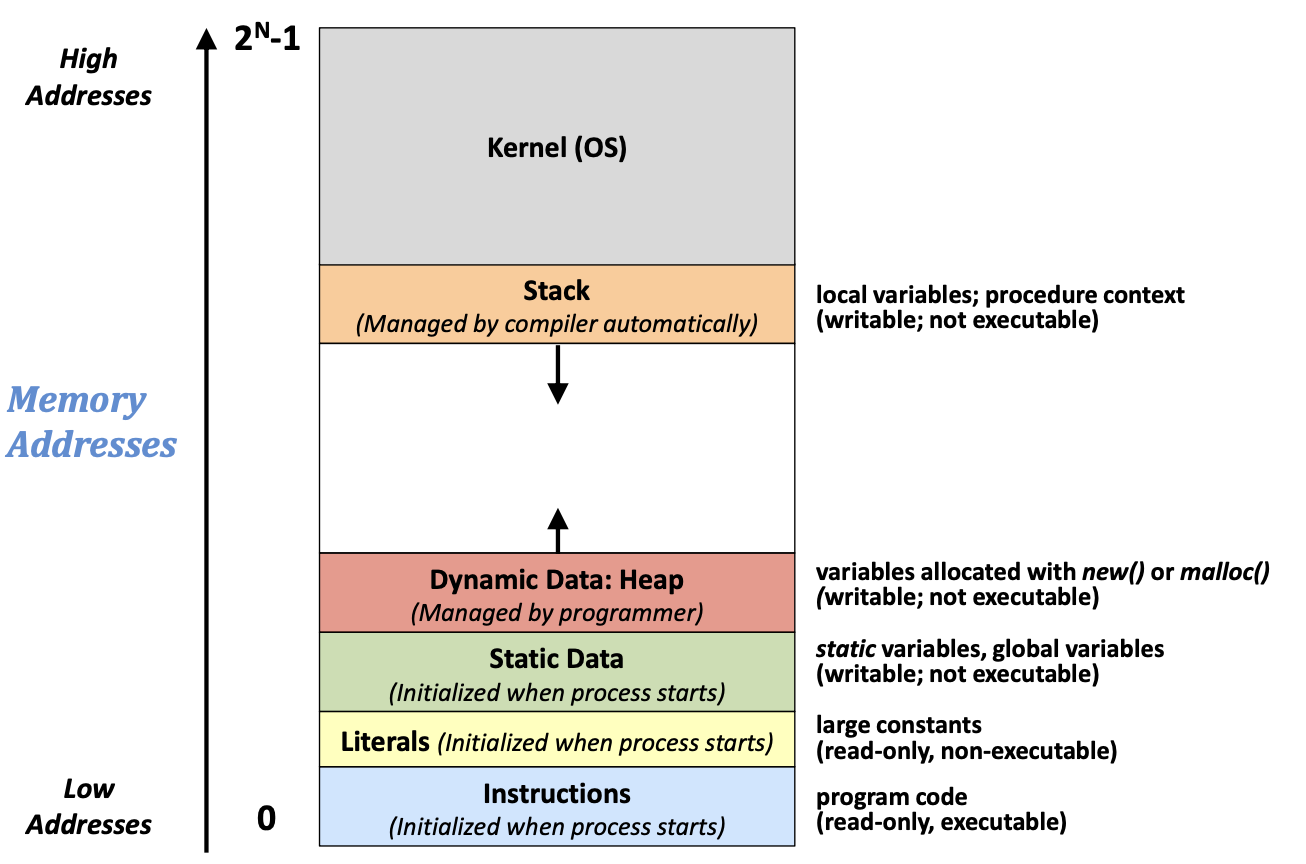 High
Addresses
2^N-1
Kernel (OS)
Stack
(Managed by compiler automatically)
local variables; procedure context
(writable; not executable)
Memory
Addresses
Dynamic Data: Heap
(Managed by programmer)
variables allocated with new() or malloc()
(writable; not executable)
Static Data
(Initialized when process starts)
static variables, global variables
(writable; not executable)
Literals (Initialized when process starts)
large constants
(read-only, non-executable)
Low
Addresses
0
Instructions
(Initialized when process starts)
program code
(read-only, executable)